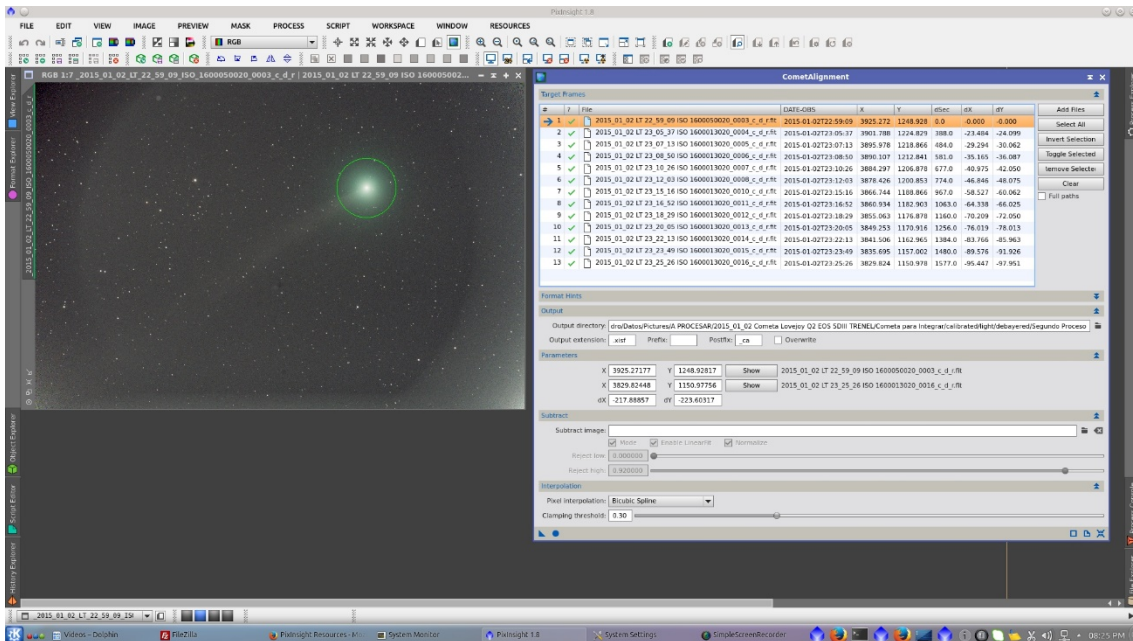 PixInsight 1.8
FILE EDIT VIEW IMAGE PREVIEW MASK PROCESS SCRIPT WORKSPACE WINDOW RESOURCES
RGB
RGB 1:7 _2015_01_02_LT_22_59_09_ISO_1600050020_0003_c_d_r | 2015_01_02 LT 22_59_09 ISO 160005002...
_2015_01_02_LT_22_59_09_ISO_1600050020_0003_c_d_r
View Explorer
Format Explorer
Object Explorer
Script Editor
History Explorer
CometAlignment
Target Frames
# ? File DATE-OBS X Y dSec dX dY
1 2015_01_02 LT 22_59_09 ISO 1600050020_0003_c_d_r.fit 2015-01-02T22:59:09 3925.272 1248.928 0.0 -0.000 -0.000
2 2015_01_02 LT 23_05_37 ISO 1600013020_0004_c_d_r.fit 2015-01-02T23:05:37 3901.788 1224.829 388.0 -23.484 -24.099
3 2015_01_02 LT 23_07_13 ISO 1600013020_0005_c_d_r.fit 2015-01-02T23:07:13 3895.978 1218.866 484.0 -29.294 -30.062
4 2015_01_02 LT 23_08_50 ISO 1600013020_0006_c_d_r.fit 2015-01-02T23:08:50 3890.107 1212.841 581.0 -35.165 -36.087
5 2015_01_02 LT 23_10_26 ISO 1600013020_0007_c_d_r.fit 2015-01-02T23:10:26 3884.297 1206.878 677.0 -40.975 -42.050
6 2015_01_02 LT 23_12_03 ISO 1600013020_0008_c_d_r.fit 2015-01-02T23:12:03 3878.426 1200.853 774.0 -46.846 -48.075
7 2015_01_02 LT 23_15_16 ISO 1600013020_0010_c_d_r.fit 2015-01-02T23:15:16 3866.744 1188.866 967.0 -58.527 -60.062
8 2015_01_02 LT 23_16_52 ISO 1600013020_0011_c_d_r.fit 2015-01-02T23:16:52 3860.934 1182.903 1063.0 -64.338 -66.025
9 2015_01_02 LT 23_18_29 ISO 1600013020_0012_c_d_r.fit 2015-01-02T23:18:29 3855.063 1176.878 1160.0 -70.209 -72.050
10 2015_01_02 LT 23_20_05 ISO 1600013020_0013_c_d_r.fit 2015-01-02T23:20:05 3849.253 1170.916 1256.0 -76.019 -78.013
11 2015_01_02 LT 23_22_13 ISO 1600013020_0014_c_d_r.fit 2015-01-02T23:22:13 3841.506 1162.965 1384.0 -83.766 -85.963
12 2015_01_02 LT 23_23_49 ISO 1600013020_0015_c_d_r.fit 2015-01-02T23:23:49 3835.695 1157.002 1480.0 -89.576 -91.926
13 2015_01_02 LT 23_25_26 ISO 1600013020_0016_c_d_r.fit 2015-01-02T23:25:26 3829.824 1150.978 1577.0 -95.447 -97.951
Add Files
Select All
Invert Selection
Toggle Selected
lemove Selecte
Clear
Full paths
Format Hints
Output
Output directory: dro/Datos/Pictures/A PROCESAR/2015_01_02 Cometa Lovejoy Q2 EOS 5DIII TRENEL/Cometa para Integrar/calibrated/light/debayered/Segundo Proceso
Output extension: .xisf Prefix: Postfix: _ca Overwrite
Parameters
X 3925.27177 Y 1248.92817 Show 2015_01_02 LT 22_59_09 ISO 1600050020_0003_c_d_r.fit
X 3829.82448 Y 1150.97756 Show 2015_01_02 LT 23_25_26 ISO 1600013020_0016_c_d_r.fit
dX -217.88857 dY -223.60317
Subtract
Subtract image:
Mode Enable LinearFit Normalize
Reject low: 0.000000
Reject high: 0.920000
Interpolation
Pixel interpolation: Bicubic Spline
Clamping threshold: 0.30
_2015_01_02_LT_22_59_09_IS
Videos – Dolphin FileZilla PixInsight Resources - Mo System Monitor PixInsight 1.8 System Settings SimpleScreenRecorder 08:25 PM